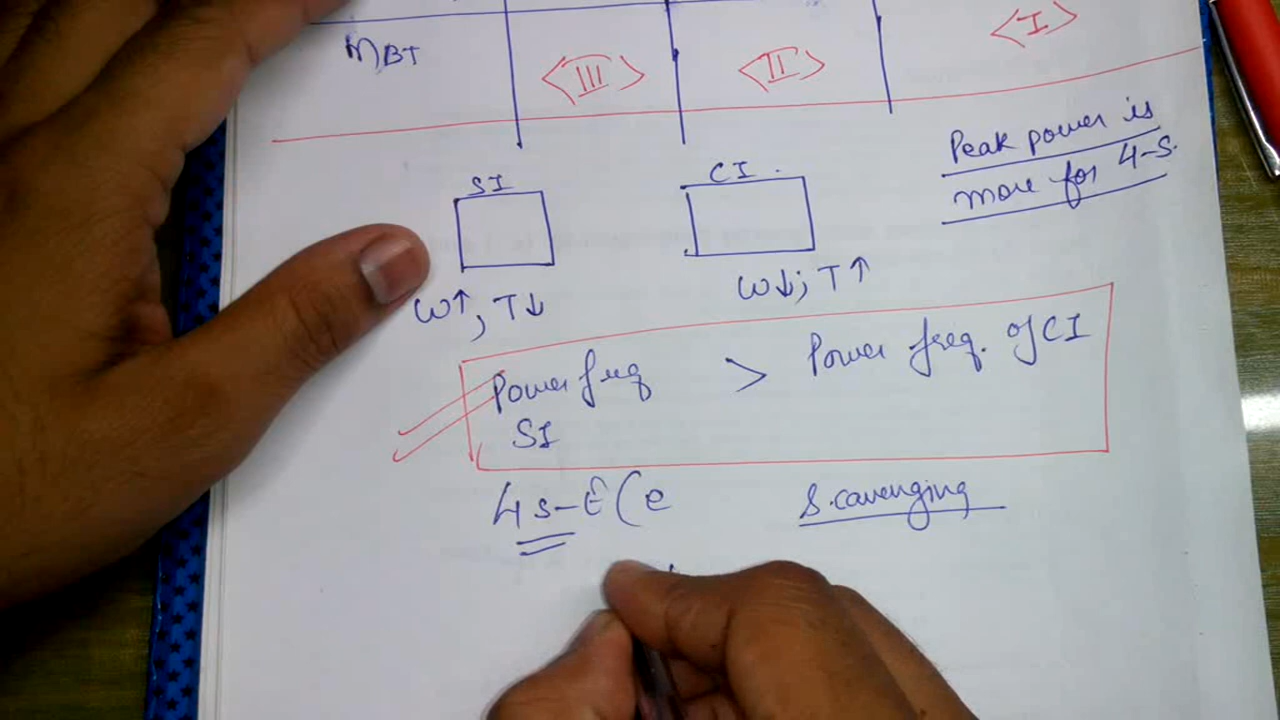 ηBT
<III> <II> <I>
Peak power is
more for 4-S.
SI
CI.
W↑, T↓
W↓; T↑
Power freq > Power freq. of CI
SI
4s-E(e
Scavenging